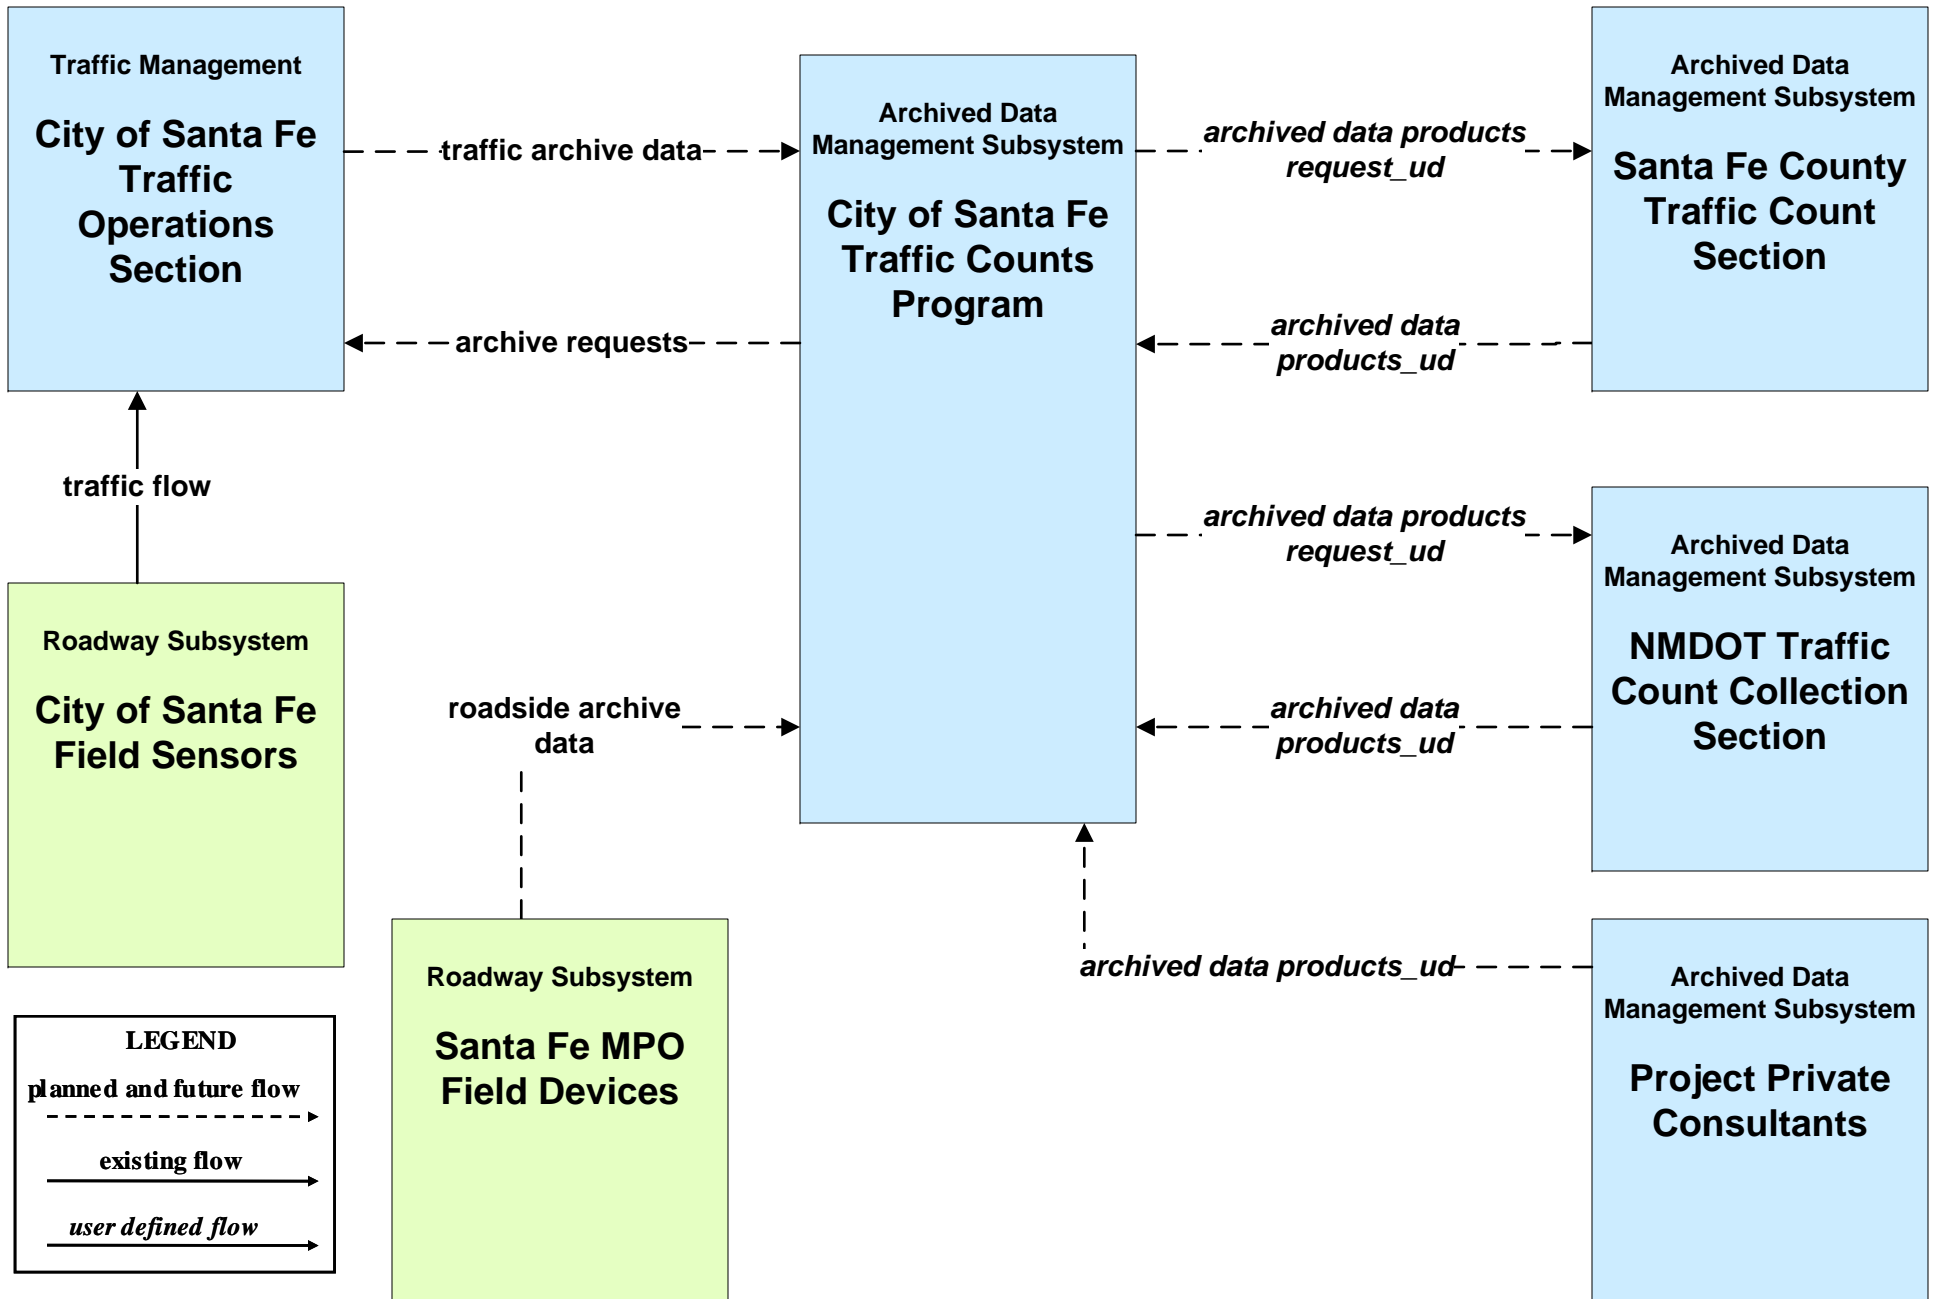 Traffic Management
City of Santa Fe
Traffic
Operations
Section
traffic archive data
archive requests
traffic flow
Roadway Subsystem
City of Santa Fe
Field Sensors
Archived Data
Management Subsystem
City of Santa Fe
Traffic Counts
Program
archived data products
request_ud
archived data
products_ud
Archived Data
Management Subsystem
Santa Fe County
Traffic Count
Section
archived data products
request_ud
archived data
products_ud
Archived Data
Management Subsystem
NMDOT Traffic
Count Collection
Section
roadside archive
data
Roadway Subsystem
Santa Fe MPO
Field Devices
archived data products_ud
Archived Data
Management Subsystem
Project Private
Consultants
LEGEND
planned and future flow
existing flow
user defined flow